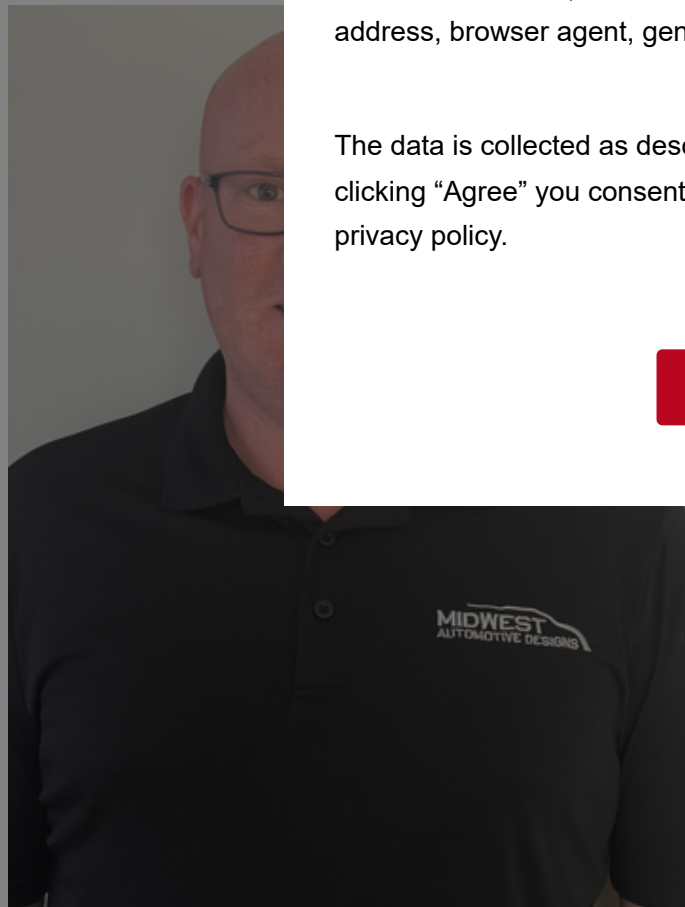 address, browser agent, gen
The data is collected as desc
clicking “Agree” you consent
privacy policy.
MIDWEST
AUTOMOTIVE DESIGNS